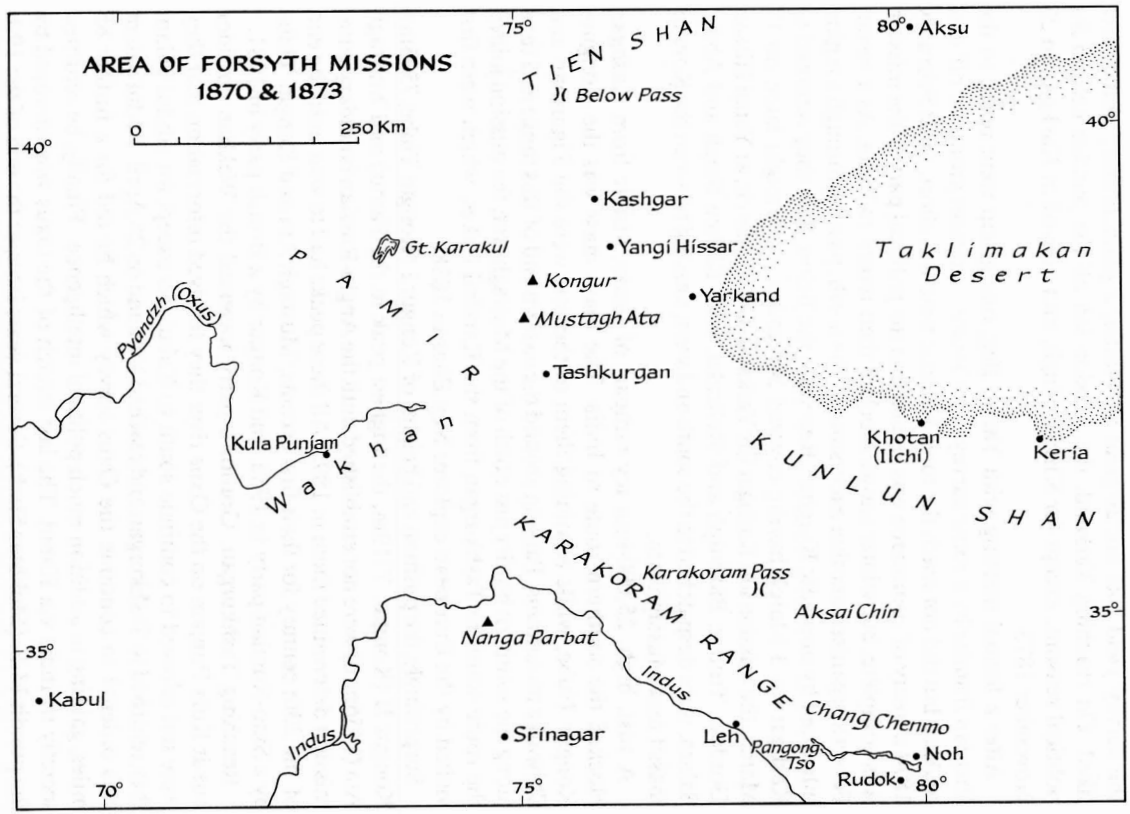 75°
80°
Aksu
AREA OF FORSYTH MISSIONS
1870 & 1873
TIEN SHAN
Below Pass
0 250 Km
40°
40°
Kashgar
Gt. Karakul
Yangi Hissar
Taklimakan
Desert
PAMIR
Kongur
Yarkand
Pyandzh (Oxus)
Mustagh Ata
Tashkurgan
Kula Punjam
Wakhan
Khotan
(Ilchi)
Keria
KUNLUN SHAN
KARAKORAM RANGE
Karakoram Pass
Aksai Chin
35°
Nanga Parbat
35°
Indus
Kabul
Chang Chenmo
Indus
Srinagar
Leh
Pangong
Tso
Noh
Rudok
70°
75°
80°